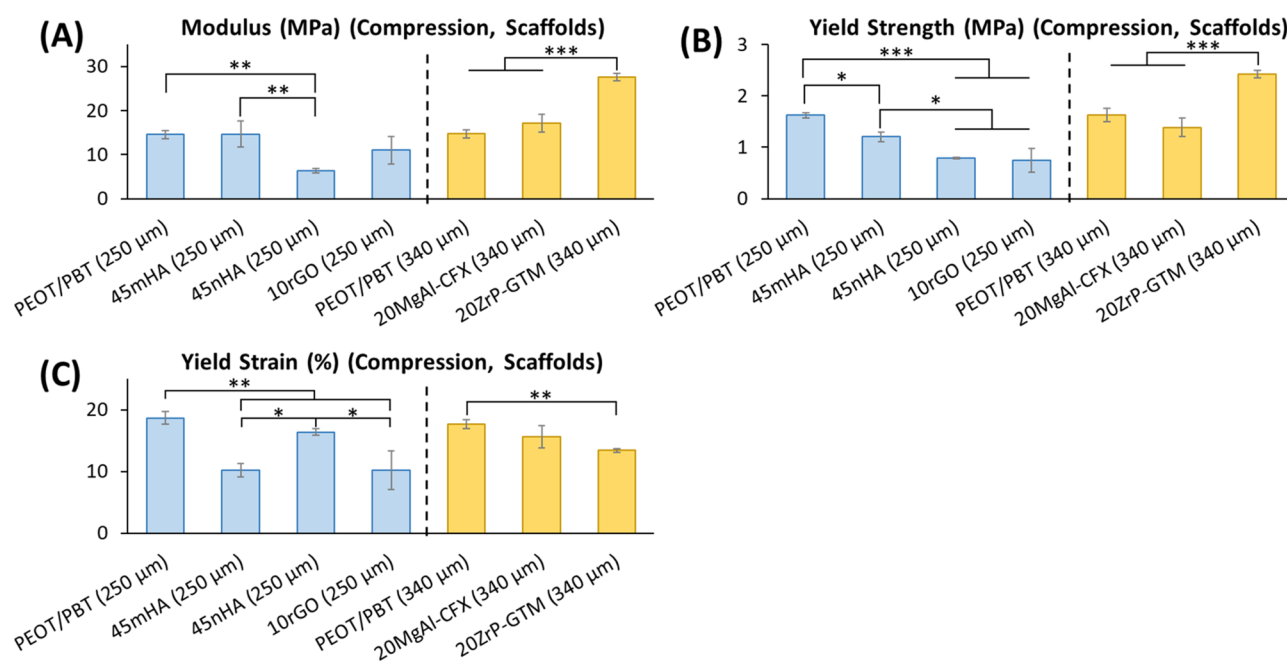 (A)
Modulus (MPa) (Compression, Scaffolds)
30
20
10
0
**
**
***
PEOT/PBT (250 µm)
45mHA (250 µm)
45nHA (250 µm)
10rGO (250 µm)
PEOT/PBT (340 µm)
20MgAl-CFX (340 µm)
20ZrP-GTM (340 µm)
(B)
Yield Strength (MPa) (Compression, Scaffolds)
3
2
1
0
***
*
*
***
PEOT/PBT (250 µm)
45mHA (250 µm)
45nHA (250 µm)
10rGO (250 µm)
PEOT/PBT (340 µm)
20MgAl-CFX (340 µm)
20ZrP-GTM (340 µm)
(C)
Yield Strain (%) (Compression, Scaffolds)
20
10
0
**
*
*
**
PEOT/PBT (250 µm)
45mHA (250 µm)
45nHA (250 µm)
10rGO (250 µm)
PEOT/PBT (340 µm)
20MgAl-CFX (340 µm)
20ZrP-GTM (340 µm)